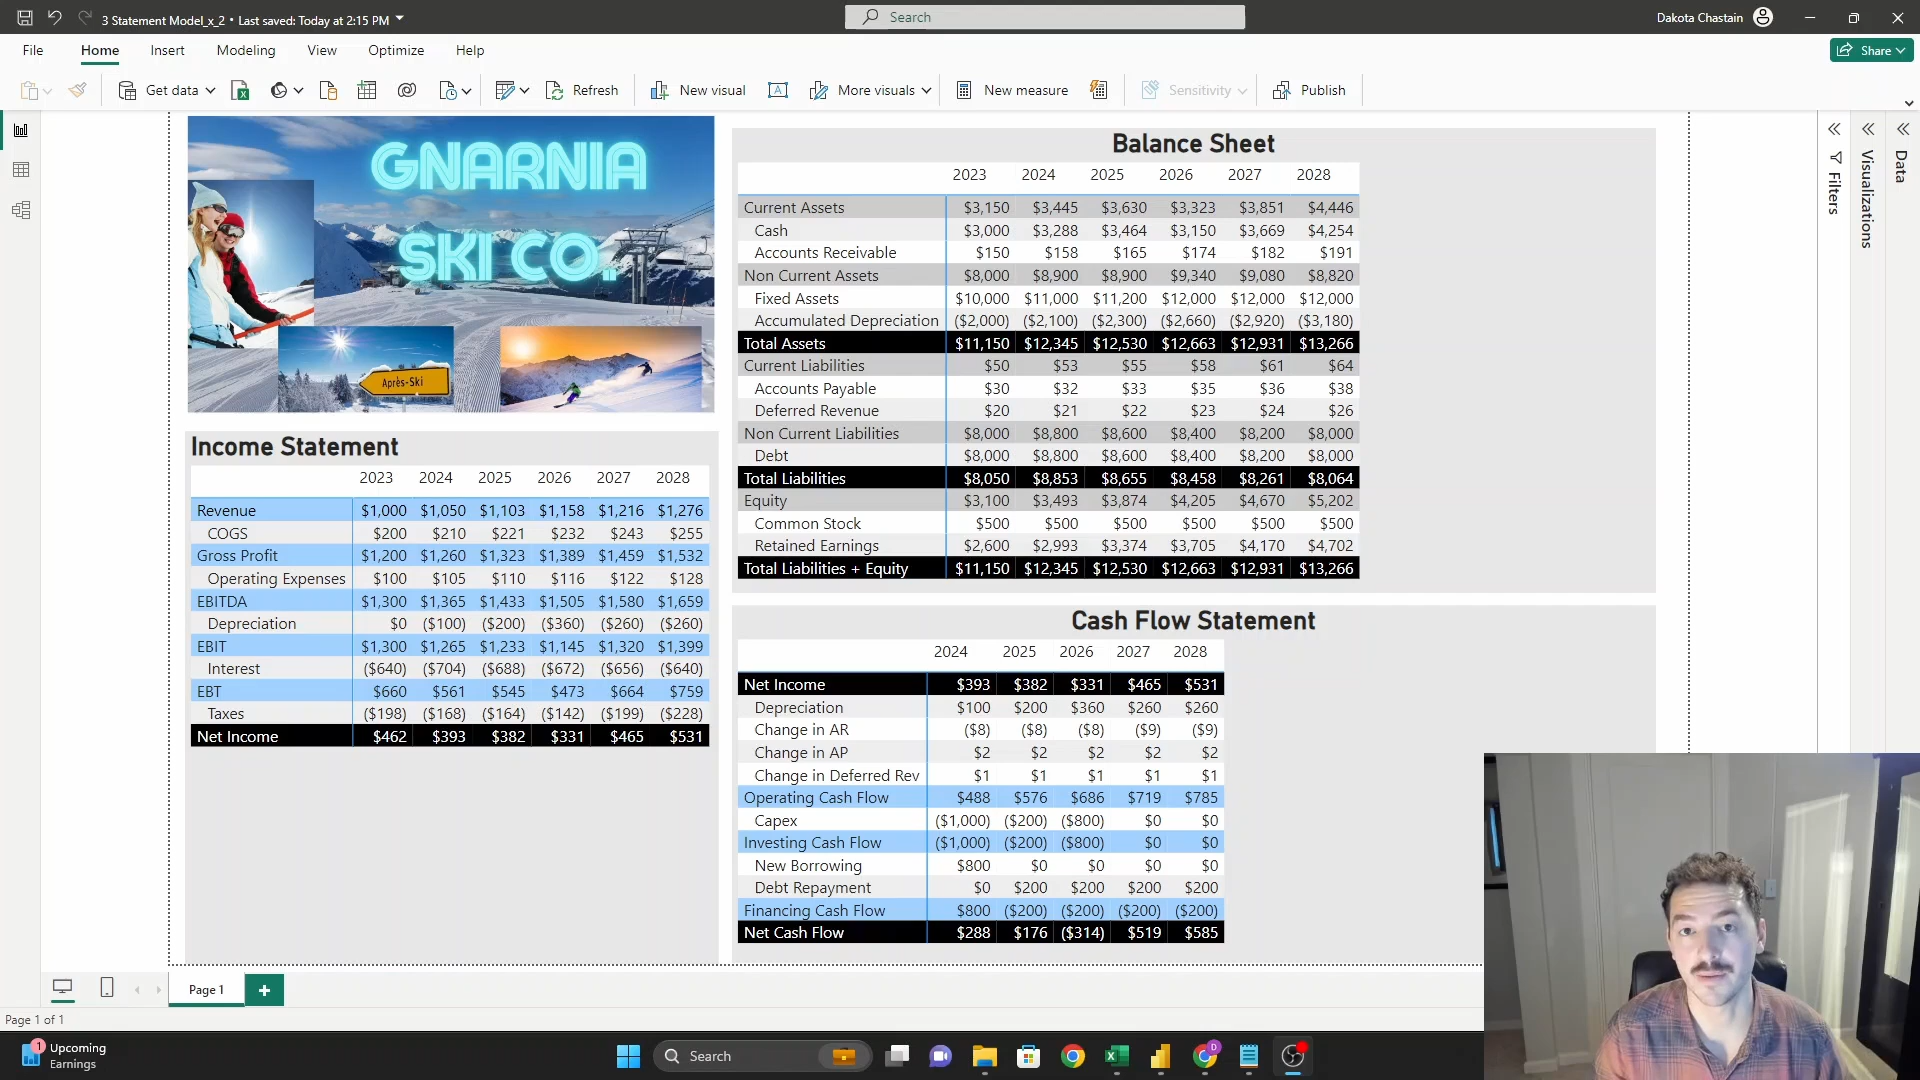 3 Statement Model_x_2 • Last saved: Today at 2:15 PM
Search
Dakota Chastain
File Home Insert Modeling View Optimize Help
Share
Get data
Refresh
New visual
More visuals
New measure
Sensitivity
Publish
GNARNIA
SKI CO.
Après-Ski
Income Statement
2023 2024 2025 2026 2027 2028
Revenue $1,000 $1,050 $1,103 $1,158 $1,216 $1,276
COGS $200 $210 $221 $232 $243 $255
Gross Profit $1,200 $1,260 $1,323 $1,389 $1,459 $1,532
Operating Expenses $100 $105 $110 $116 $122 $128
EBITDA $1,300 $1,365 $1,433 $1,505 $1,580 $1,659
Depreciation $0 ($100) ($200) ($360) ($260) ($260)
EBIT $1,300 $1,265 $1,233 $1,145 $1,320 $1,399
Interest ($640) ($704) ($688) ($672) ($656) ($640)
EBT $660 $561 $545 $473 $664 $759
Taxes ($198) ($168) ($164) ($142) ($199) ($228)
Net Income $462 $393 $382 $331 $465 $531
Balance Sheet
2023 2024 2025 2026 2027 2028
Current Assets $3,150 $3,445 $3,630 $3,323 $3,851 $4,446
Cash $3,000 $3,288 $3,464 $3,150 $3,669 $4,254
Accounts Receivable $150 $158 $165 $174 $182 $191
Non Current Assets $8,000 $8,900 $8,900 $9,340 $9,080 $8,820
Fixed Assets $10,000 $11,000 $11,200 $12,000 $12,000 $12,000
Accumulated Depreciation ($2,000) ($2,100) ($2,300) ($2,660) ($2,920) ($3,180)
Total Assets $11,150 $12,345 $12,530 $12,663 $12,931 $13,266
Current Liabilities $50 $53 $55 $58 $61 $64
Accounts Payable $30 $32 $33 $35 $36 $38
Deferred Revenue $20 $21 $22 $23 $24 $26
Non Current Liabilities $8,000 $8,800 $8,600 $8,400 $8,200 $8,000
Debt $8,000 $8,800 $8,600 $8,400 $8,200 $8,000
Total Liabilities $8,050 $8,853 $8,655 $8,458 $8,261 $8,064
Equity $3,100 $3,493 $3,874 $4,205 $4,670 $5,202
Common Stock $500 $500 $500 $500 $500 $500
Retained Earnings $2,600 $2,993 $3,374 $3,705 $4,170 $4,702
Total Liabilities + Equity $11,150 $12,345 $12,530 $12,663 $12,931 $13,266
Cash Flow Statement
2024 2025 2026 2027 2028
Net Income $393 $382 $331 $465 $531
Depreciation $100 $200 $360 $260 $260
Change in AR ($8) ($8) ($8) ($9) ($9)
Change in AP $2 $2 $2 $2 $2
Change in Deferred Rev $1 $1 $1 $1 $1
Operating Cash Flow $488 $576 $686 $719 $785
Capex ($1,000) ($200) ($800) $0 $0
Investing Cash Flow ($1,000) ($200) ($800) $0 $0
New Borrowing $800 $0 $0 $0 $0
Debt Repayment $0 $200 $200 $200 $200
Financing Cash Flow $800 ($200) ($200) ($200) ($200)
Net Cash Flow $288 $176 ($314) $519 $585
Filters
Visualizations
Data
Page 1
Page 1 of 1
1
Upcoming
Earnings
Search
D